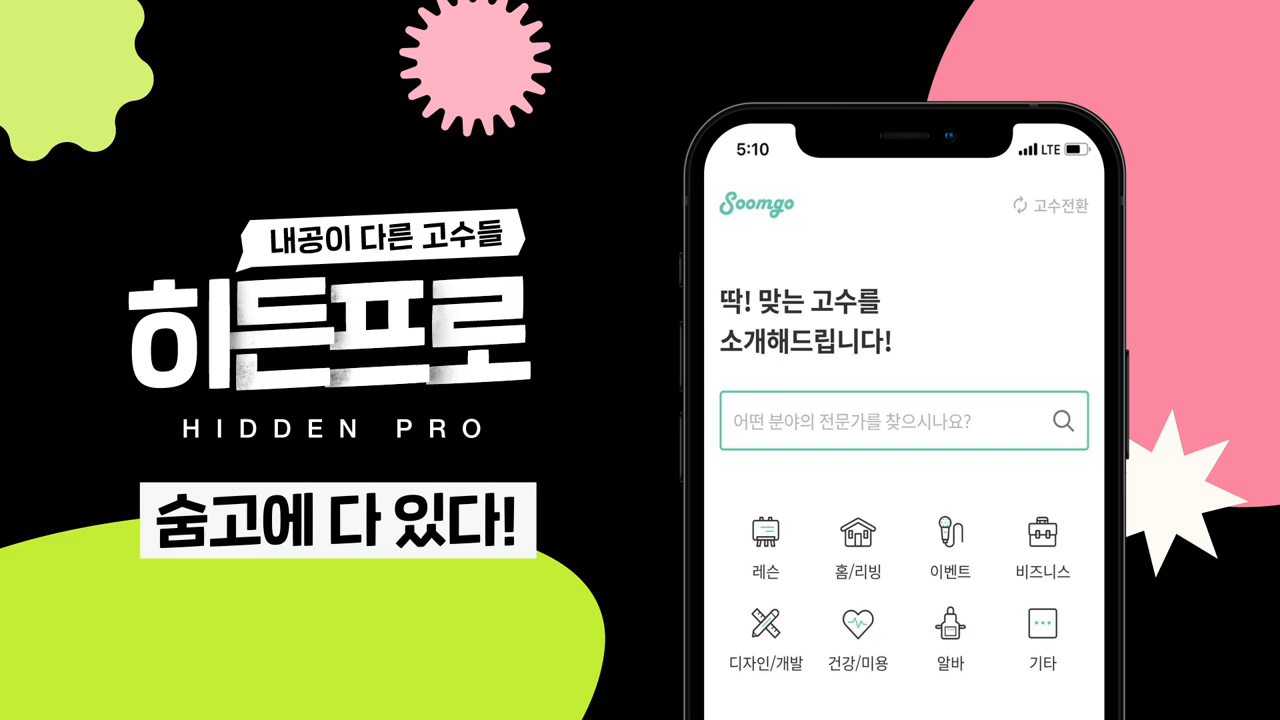 내공이 다른 고수들
히든프로
HIDDEN PRO
숨고에 다 있다!
5:10
LTE
Soomgo
고수전환
딱! 맞는 고수를
소개해드립니다!
어떤 분야의 전문가를 찾으시나요?
레슨
홈/리빙
이벤트
비즈니스
디자인/개발
건강/미용
알바
기타